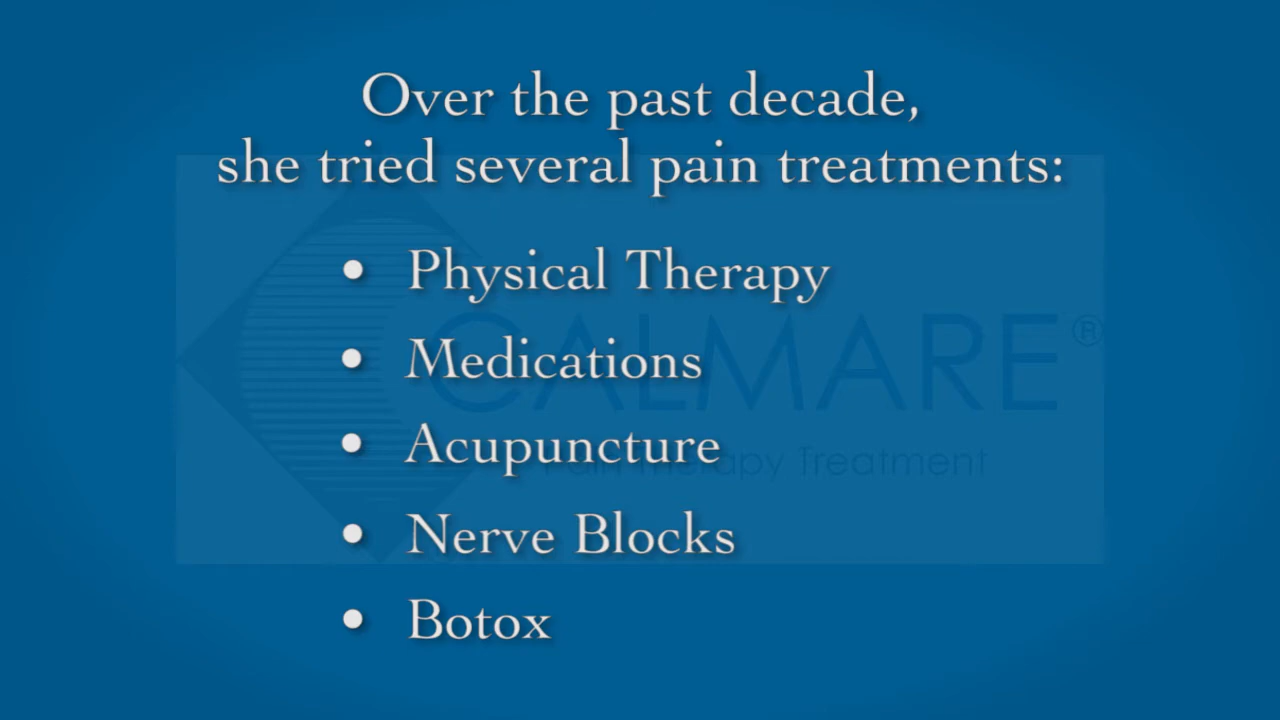 Over the past decade,
she tried several pain treatments:
• Physical Therapy
• Medications
CALMARE®
• Acupuncture
Pain Therapy Treatment
• Nerve Blocks
• Botox